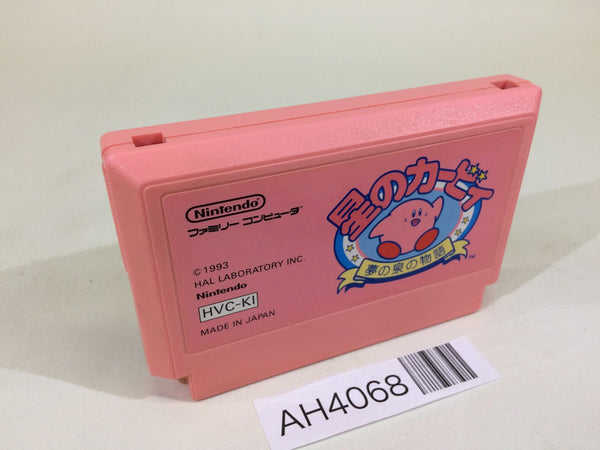 Nintendo
ファミリー コンピュータ
©1993
HAL LABORATORY INC.
Nintendo
HVC-KI
MADE IN JAPAN
星のカービィ
夢の泉の物語
TM
AH4068